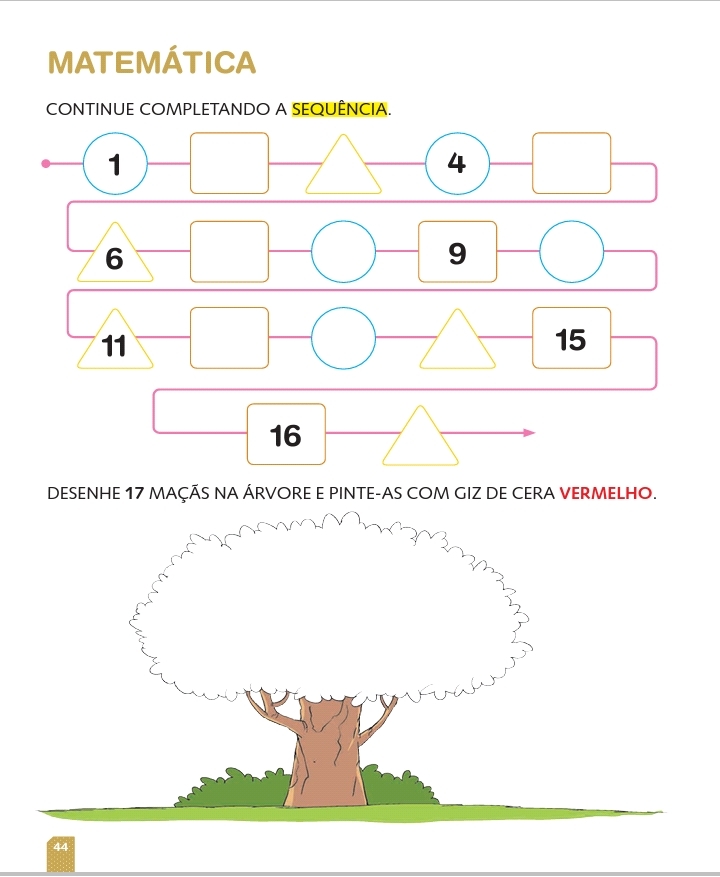 MATEMÁTICA
CONTINUE COMPLETANDO A SEQUÊNCIA.
1 4
6 9
11 15
16
DESENHE 17 MAÇÃS NA ÁRVORE E PINTE-AS COM GIZ DE CERA VERMELHO.
44